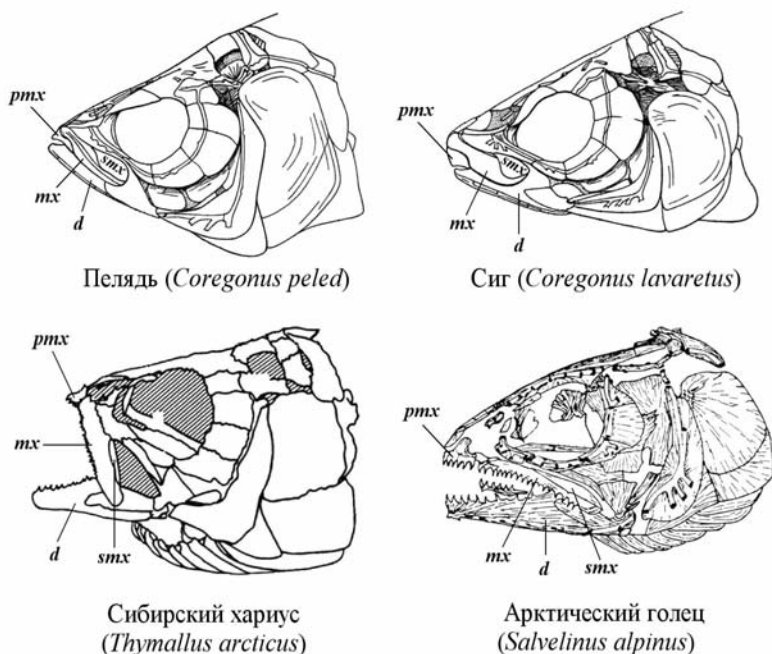 pmx
mx
d
smx
Пелядь (Coregonus peled)
pmx
mx
d
smx
Сиг (Coregonus lavaretus)
pmx
mx
d
smx
Сибирский хариус
(Thymallus arcticus)
pmx
mx
d
smx
Арктический голец
(Salvelinus alpinus)